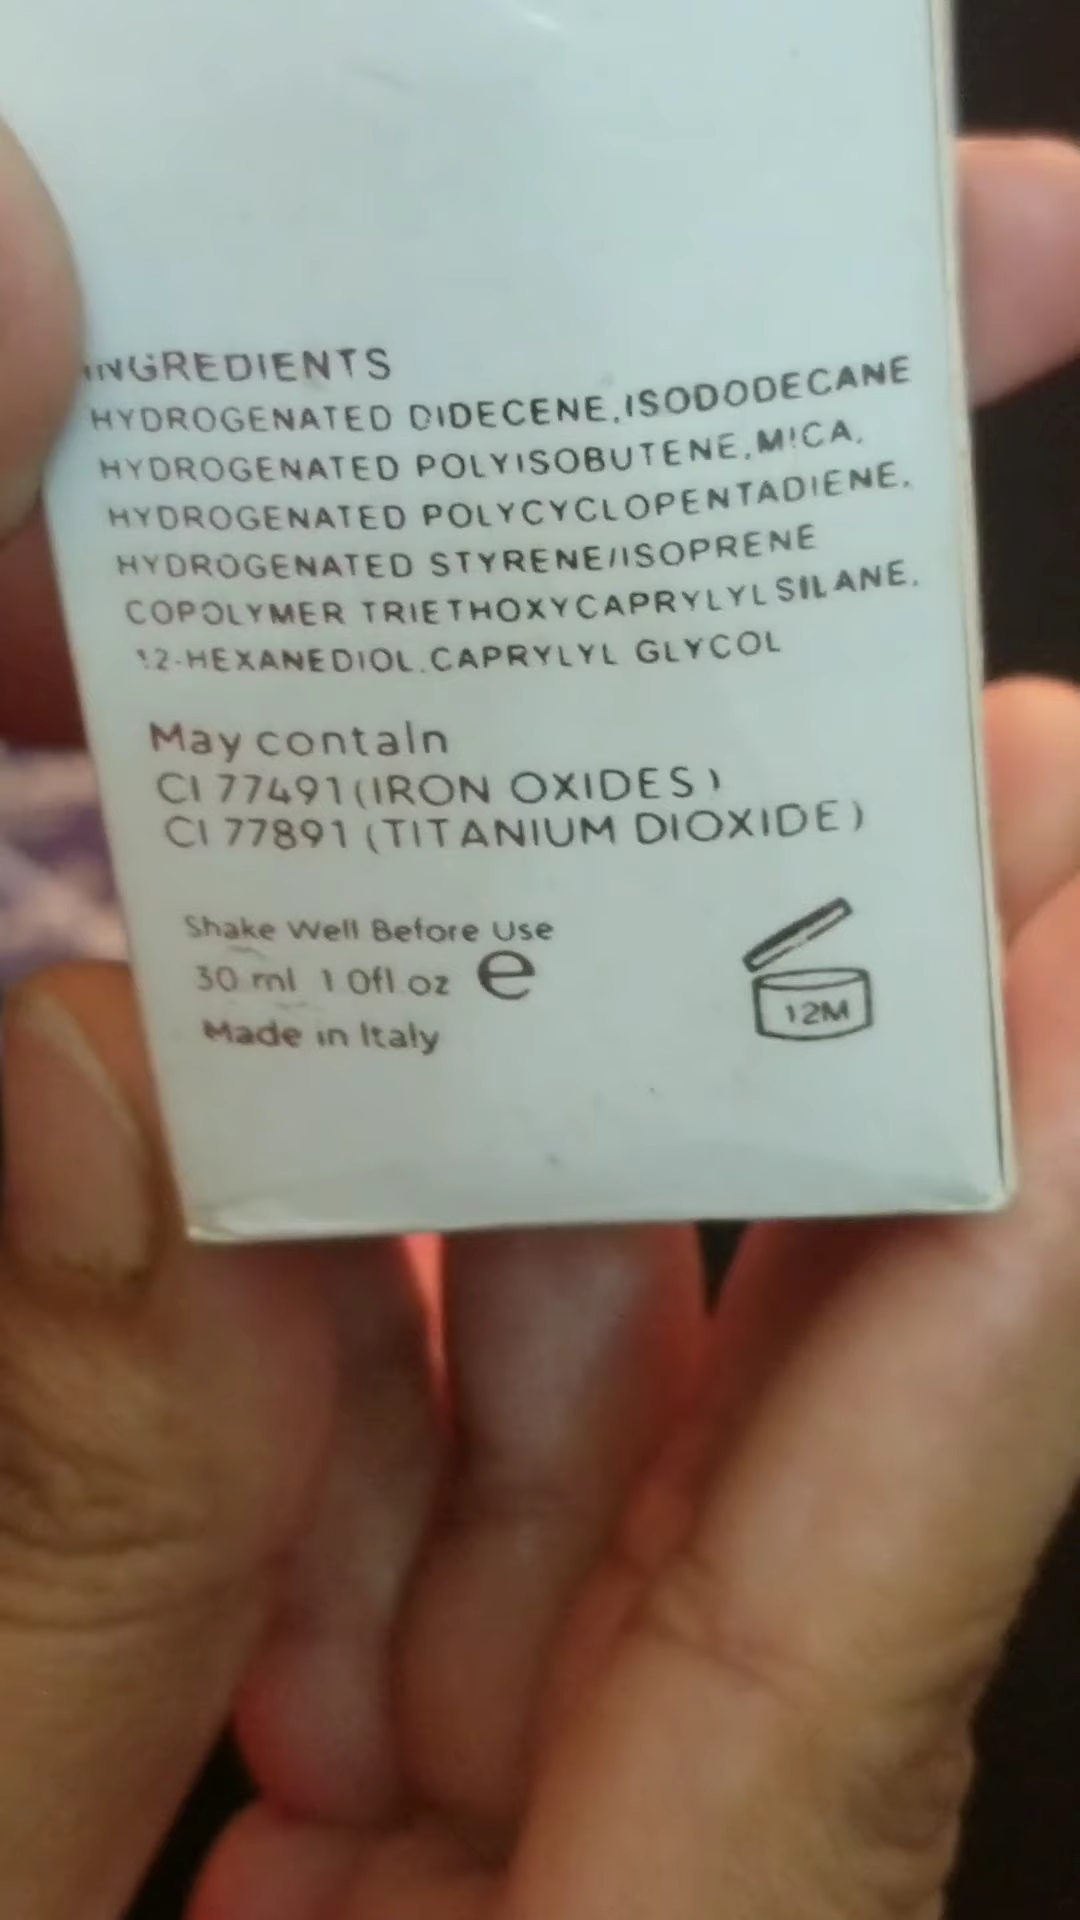 INGREDIENTS
HYDROGENATED DIDECENE,ISODODECANE
HYDROGENATED POLYISOBUTENE,MICA,
HYDROGENATED POLYCYCLOPENTADIENE,
HYDROGENATED STYRENE/ISOPRENE
COPOLYMER TRIETHOXYCAPRYLYLSILANE,
12-HEXANEDIOL,CAPRYLYL GLYCOL
May contain
CI 77491(IRON OXIDES)
CI 77891 (TITANIUM DIOXIDE)
Shake Well Before Use
30 ml 1 0fl oz e
Made in Italy
12M